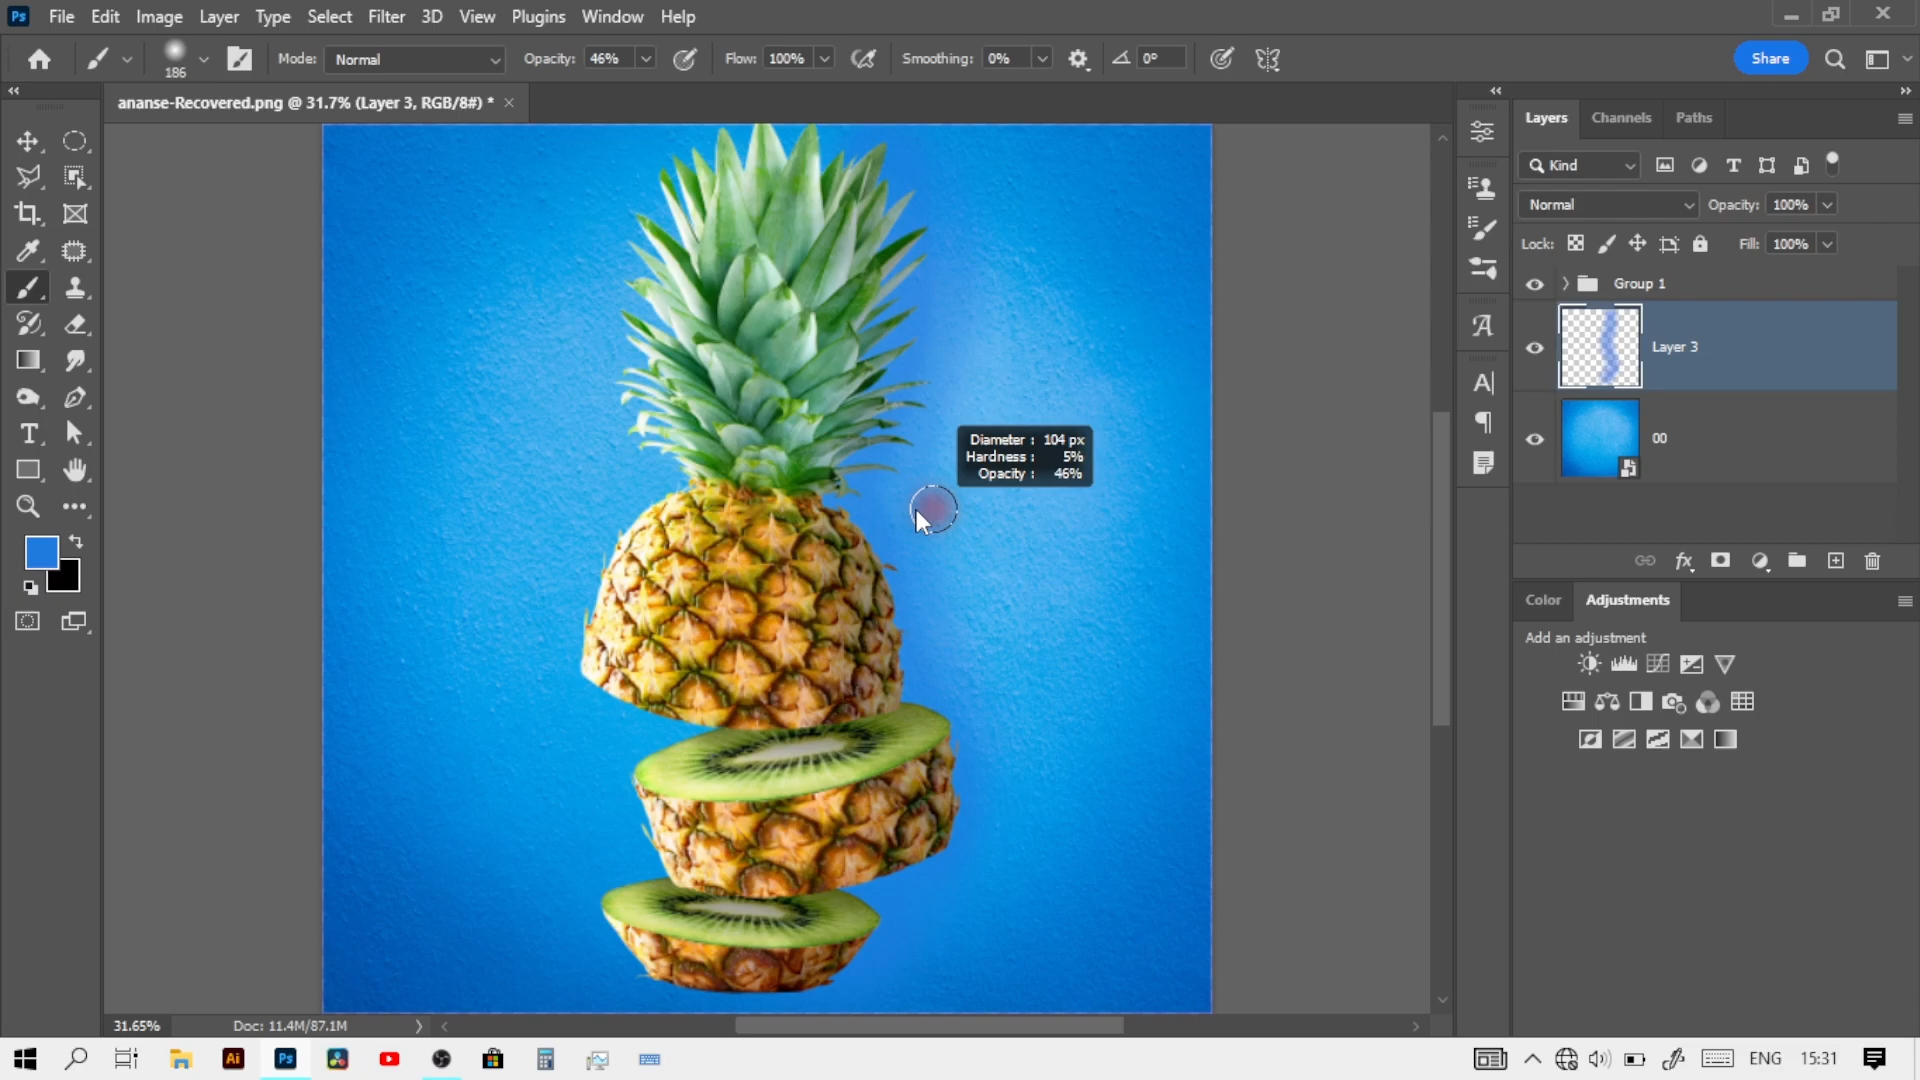 Ps File Edit Image Layer Type Select Filter 3D View Plugins Window Help
186 Mode: Normal Opacity: 46% Flow: 100% Smoothing: 0% 0° Share
ananse-Recovered.png @ 31.7% (Layer 3, RGB/8#) *
Layers Channels Paths
Kind
Normal Opacity: 100%
Lock: Fill: 100%
Group 1
Layer 3
00
Diameter : 104 px
Hardness : 5%
Opacity : 46%
Color Adjustments
Add an adjustment
31.65% Doc: 11.4M/87.1M
Ai Ps ENG 15:31